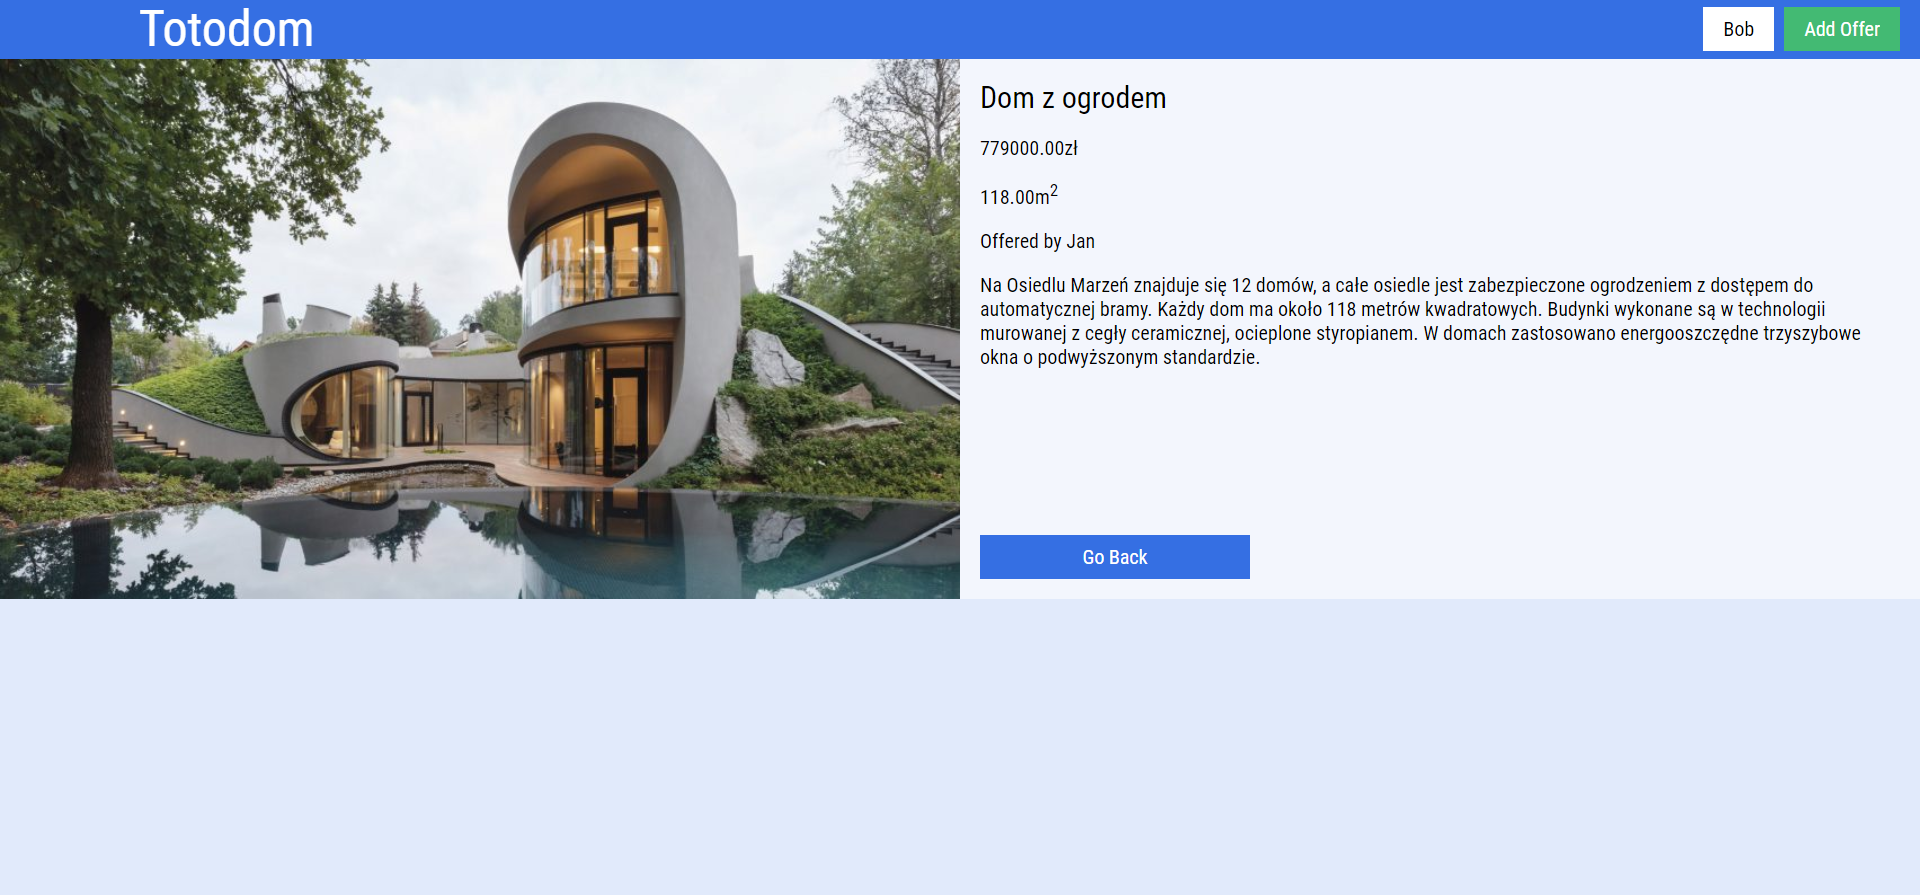 Totodom
Bob
Add Offer
Dom z ogrodem
779000.00zł
118.00m²
Offered by Jan
Na Osiedlu Marzeń znajduje się 12 domów, a całe osiedle jest zabezpieczone ogrodzeniem z dostępem do
automatycznej bramy. Każdy dom ma około 118 metrów kwadratowych. Budynki wykonane są w technologii
murowanej z cegły ceramicznej, ocieplone styropianem. W domach zastosowano energooszczędne trzyszybowe
okna o podwyższonym standardzie.
Go Back